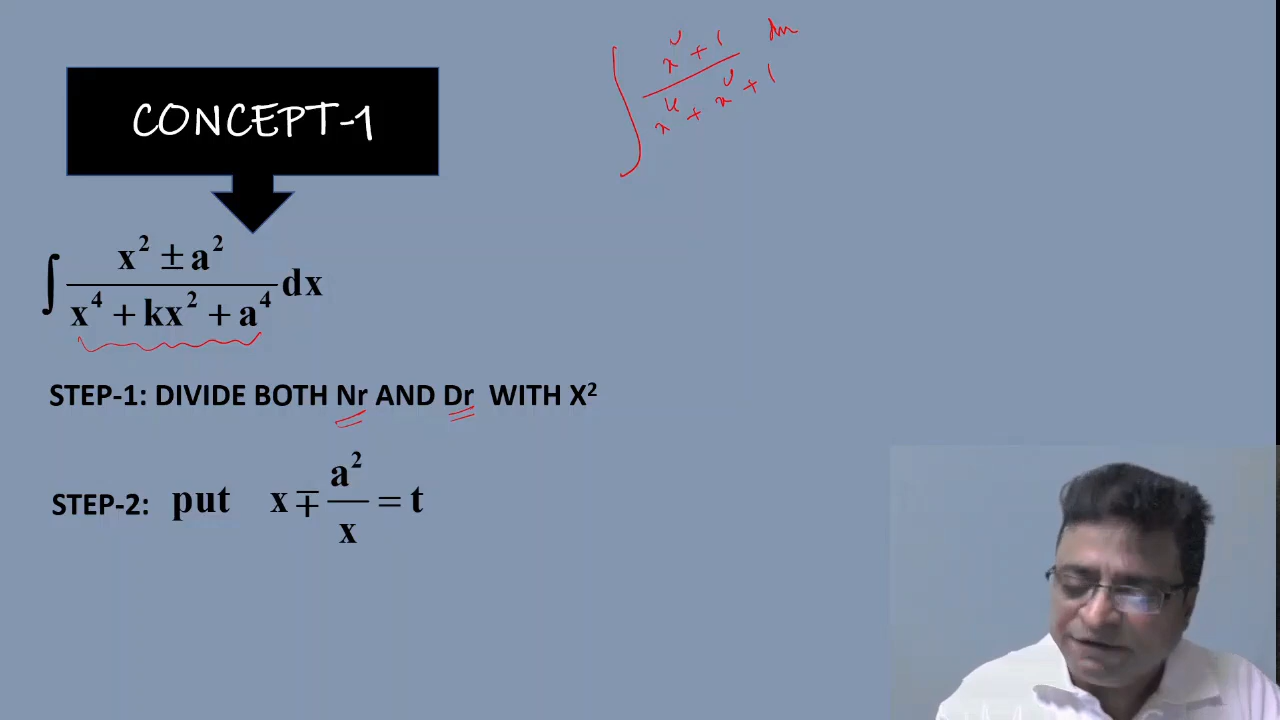 CONCEPT-1
∫ (x² + 1)/(x⁴ + x² + 1) dx
∫ (x² ± a²)/(x⁴ + kx² + a⁴) dx
STEP-1: DIVIDE BOTH Nr AND Dr WITH X²
STEP-2: put x ∓ a²/x = t